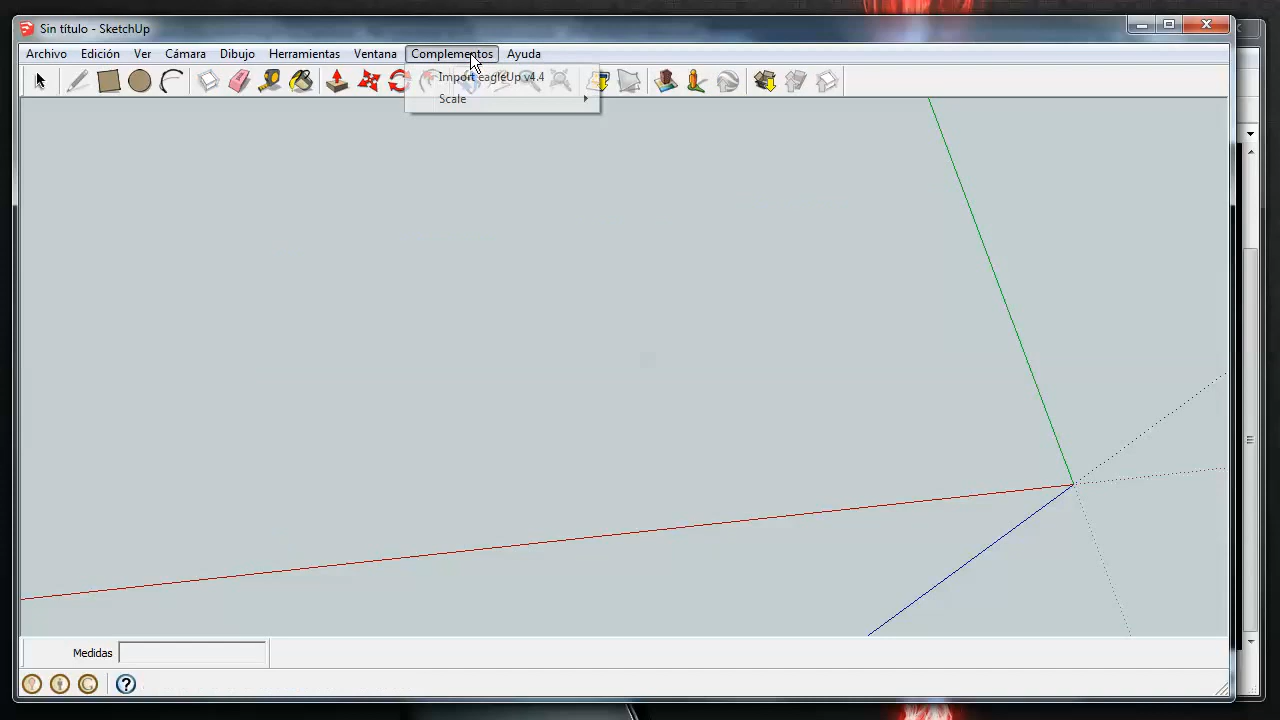 Sin título - SketchUp
Archivo Edición Ver Cámara Dibujo Herramientas Ventana Complementos Ayuda
Import eagleUp v4.4
Scale
Medidas